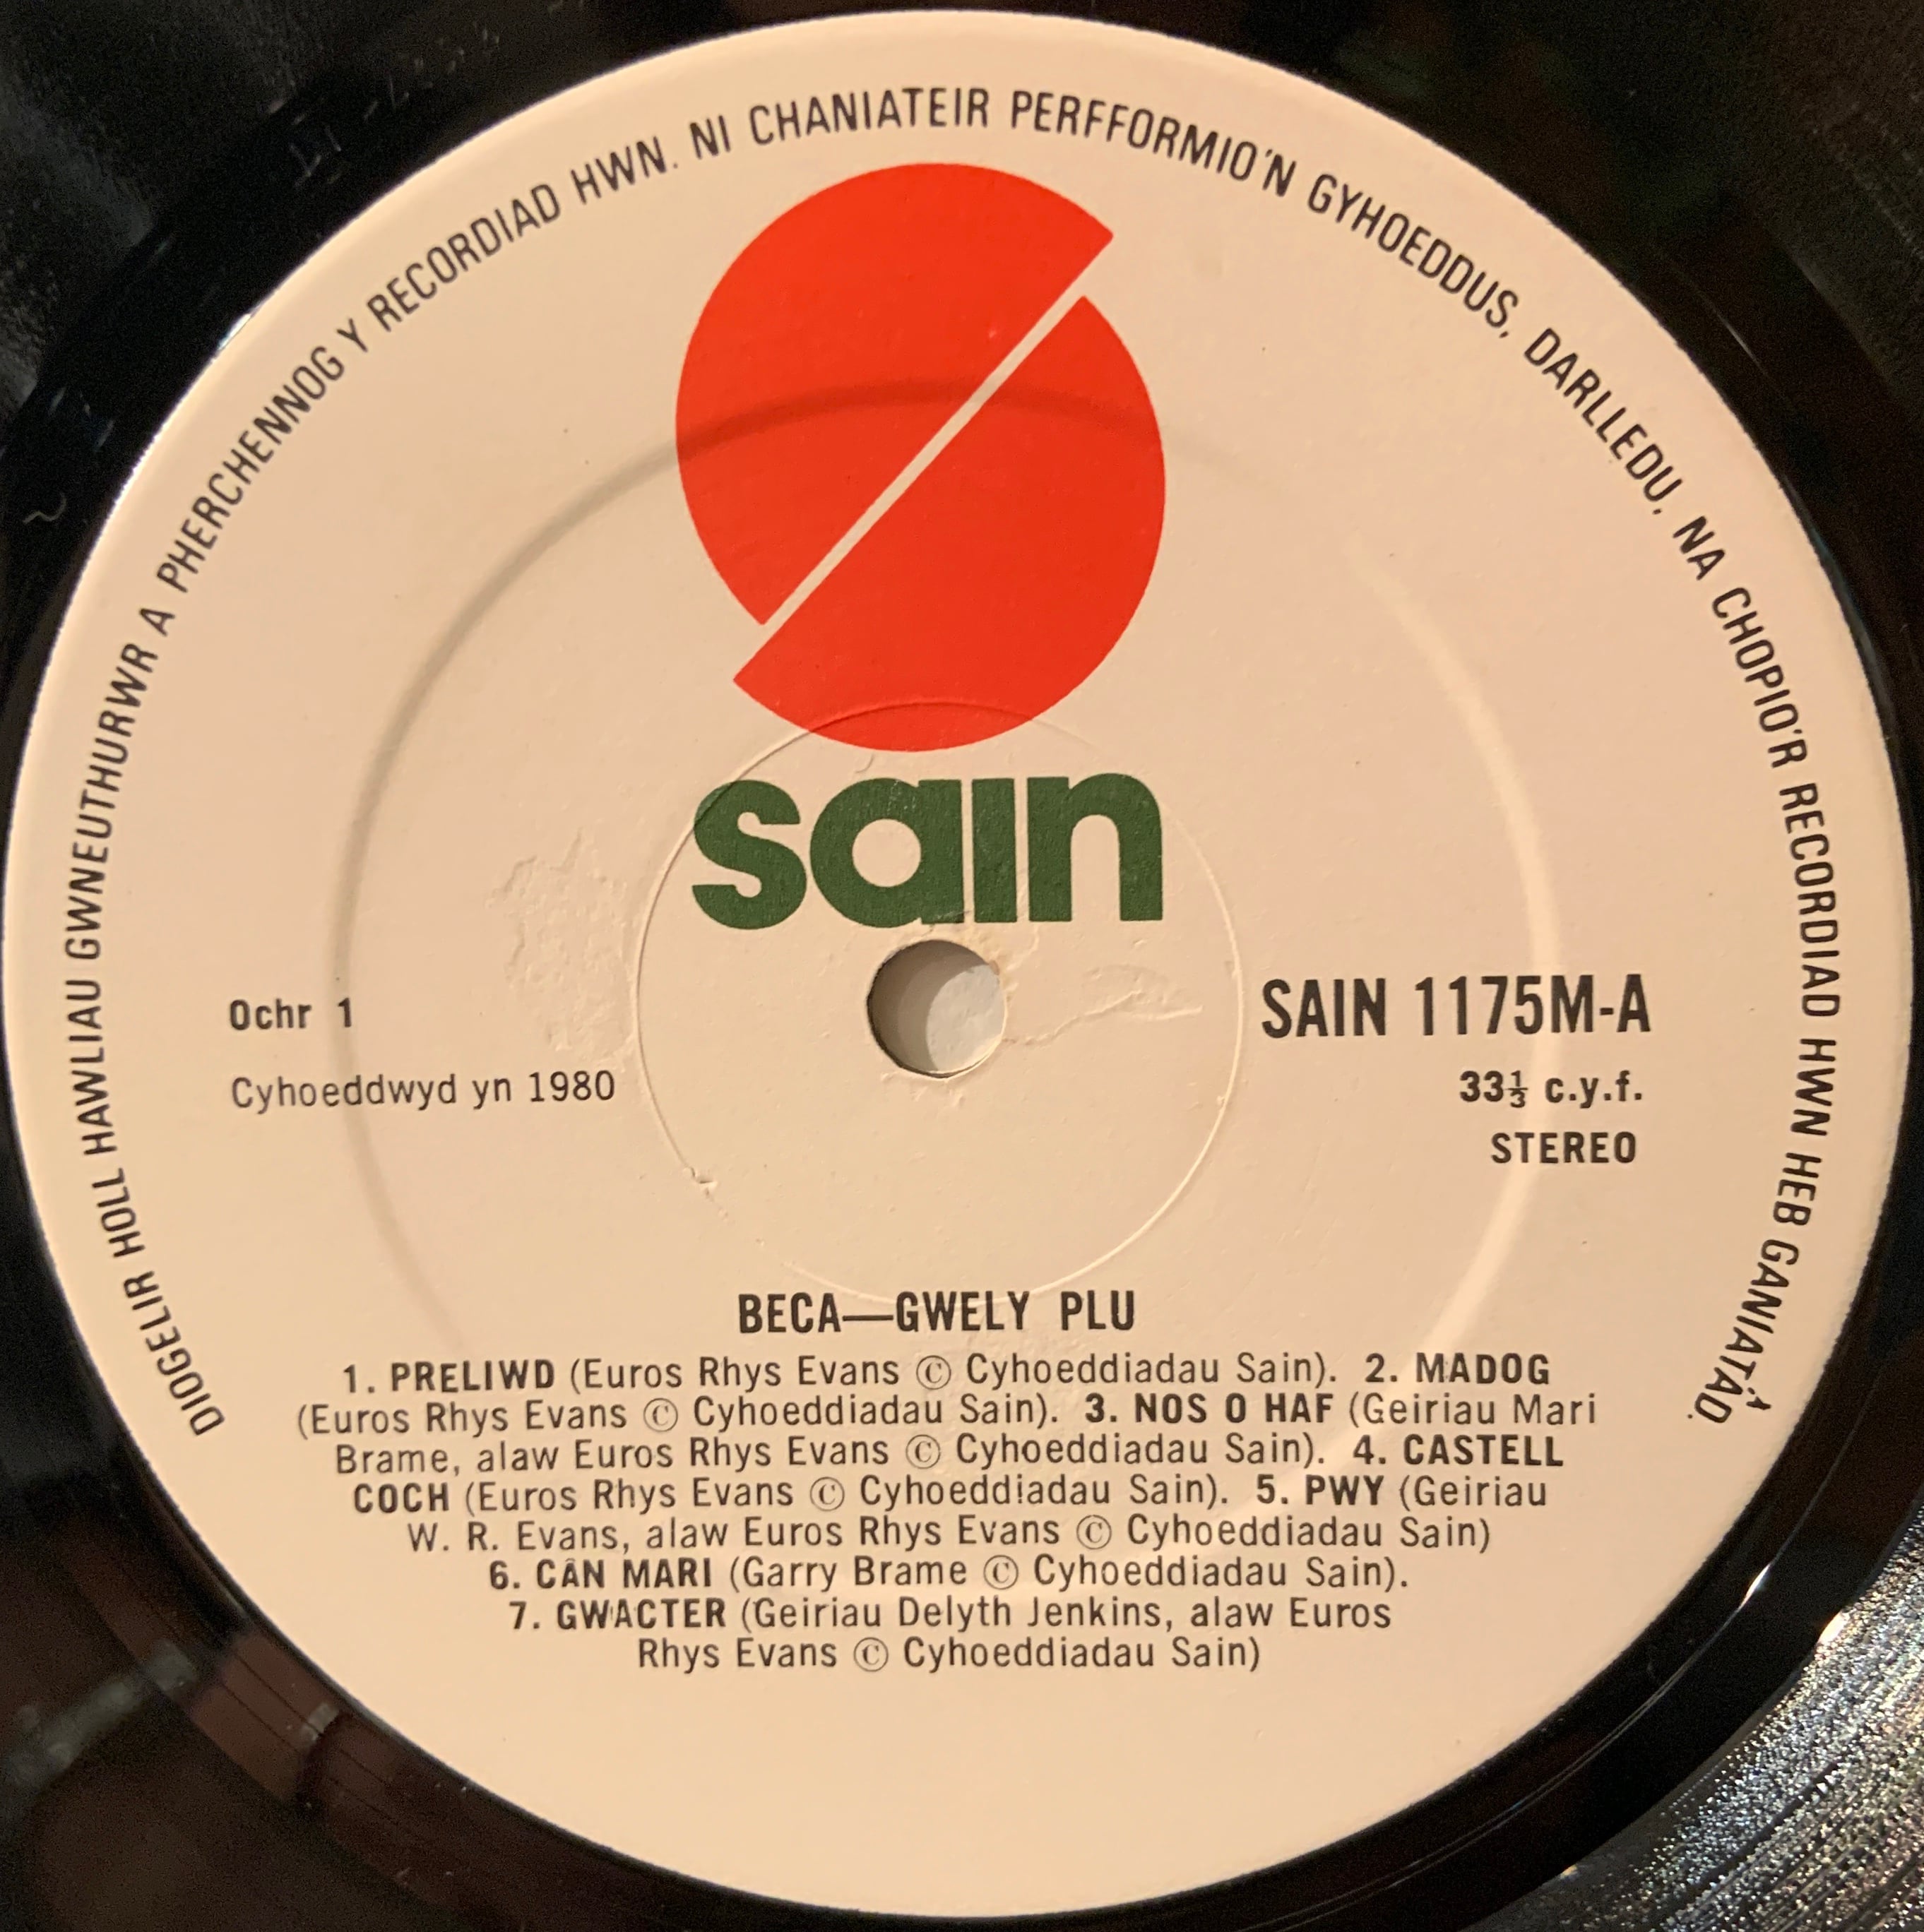 DIOGELIR HOLL HAWLIAU GWNEUTHURWR A PHERCHENNOG Y RECORDIAD HWN. NI CHANIATEIR PERFFORMIO'N GYHOEDDUS, DARLLEDU, NA CHOPIO'R RECORDIAD HWN HEB GANIATÂD.
sain
Ochr 1
Cyhoeddwyd yn 1980
SAIN 1175M-A
33⅓ c.y.f.
STEREO
BECA—GWELY PLU
1. PRELIWD (Euros Rhys Evans © Cyhoeddiadau Sain). 2. MADOG
(Euros Rhys Evans © Cyhoeddiadau Sain). 3. NOS O HAF (Geiriau Mari
Brame, alaw Euros Rhys Evans © Cyhoeddiadau Sain). 4. CASTELL
COCH (Euros Rhys Evans © Cyhoeddiadau Sain). 5. PWY (Geiriau
W. R. Evans, alaw Euros Rhys Evans © Cyhoeddiadau Sain)
6. CÂN MARI (Garry Brame © Cyhoeddiadau Sain).
7. GWACTER (Geiriau Delyth Jenkins, alaw Euros
Rhys Evans © Cyhoeddiadau Sain)